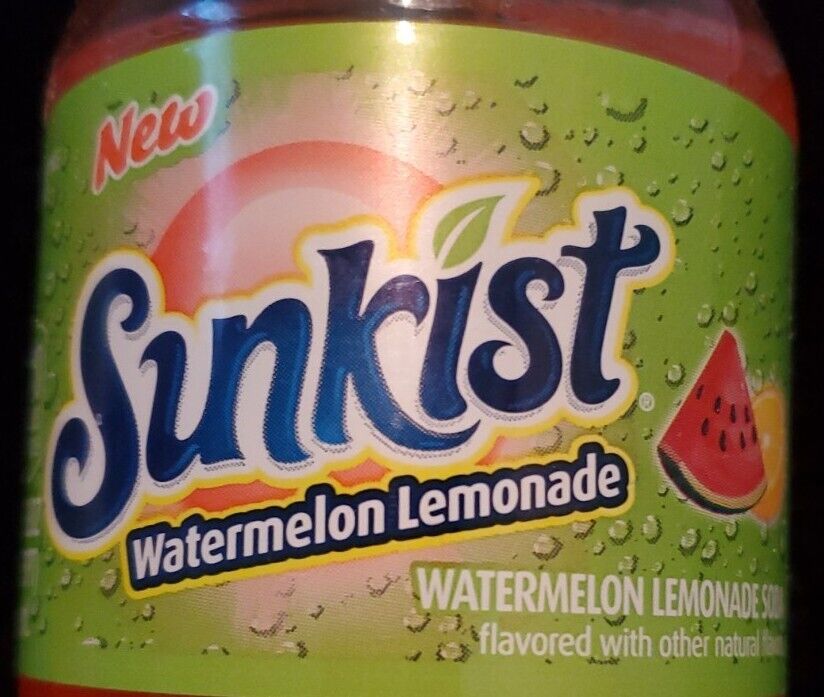 New
Sunkist®
Watermelon Lemonade
WATERMELON LEMONADE
flavored with other natural